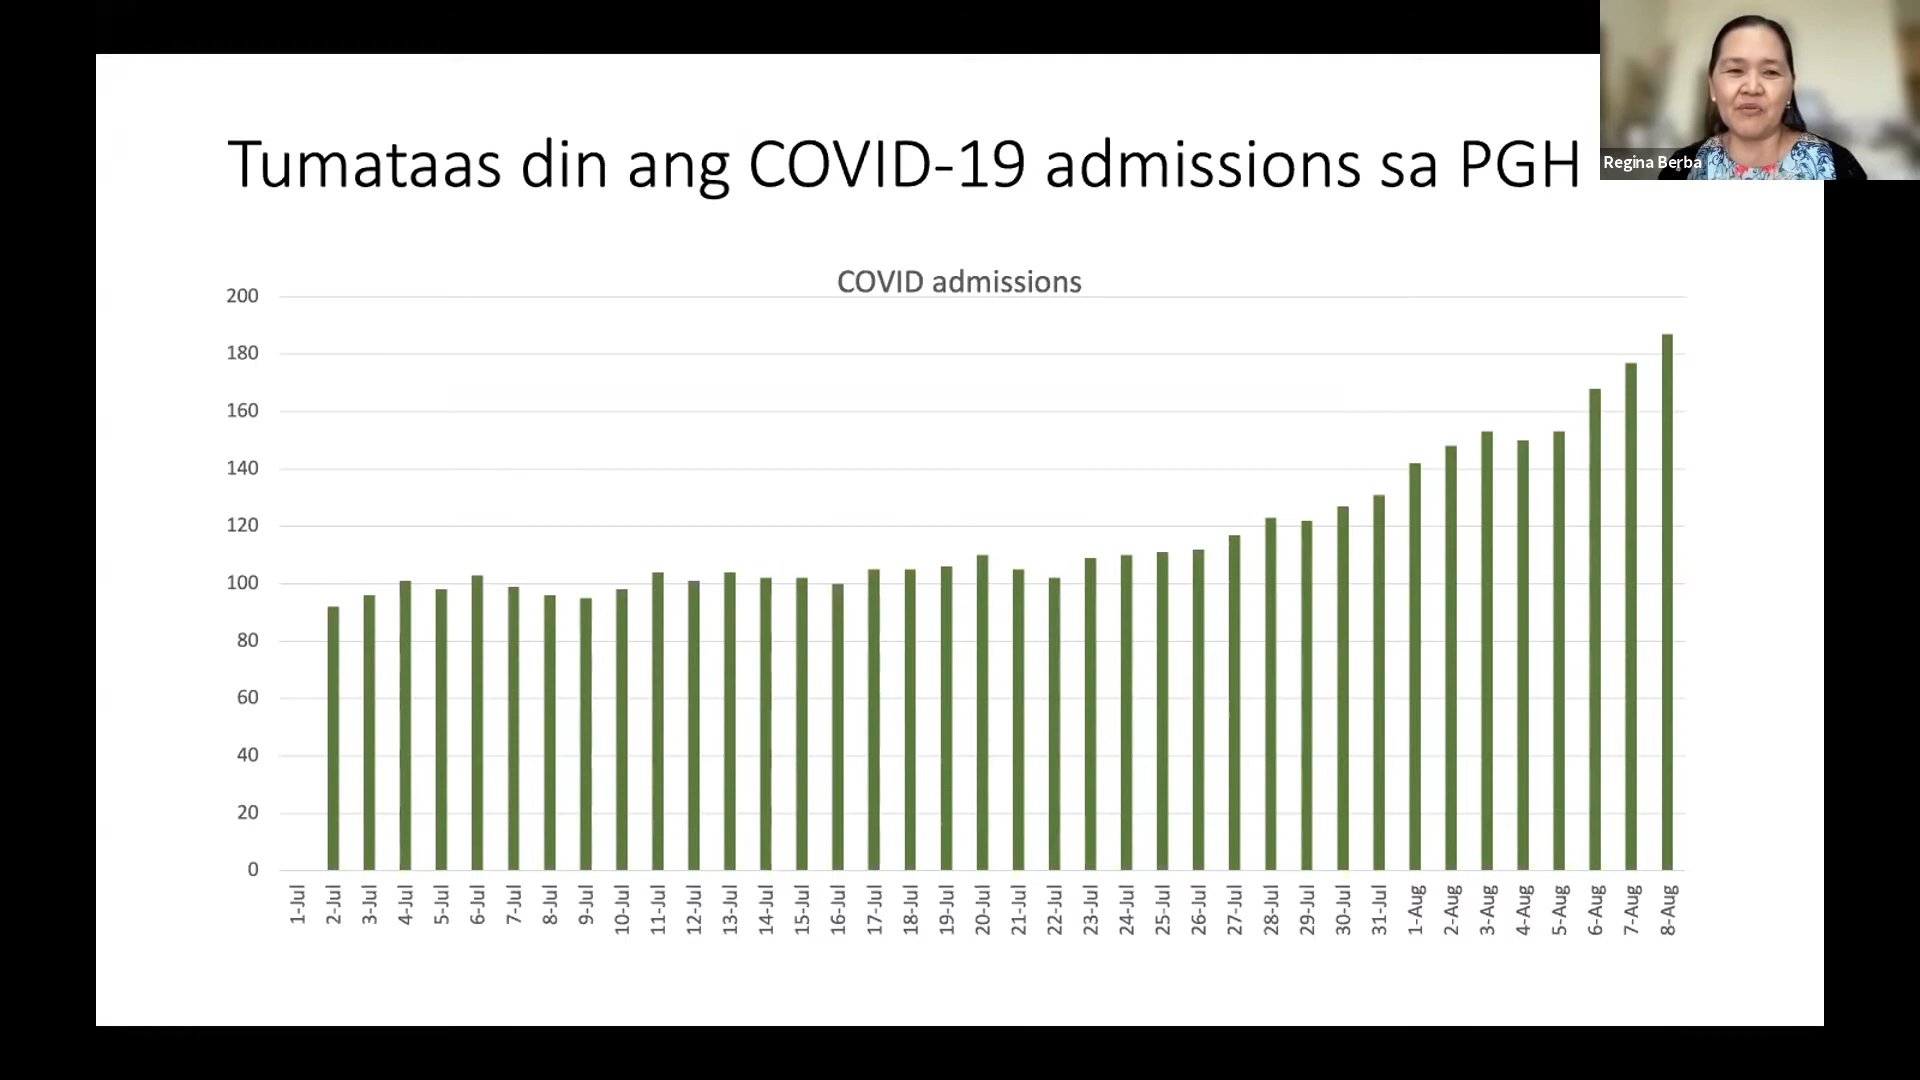 Tumataas din ang COVID-19 admissions sa PGH
Regina Berba
COVID admissions
200
180
160
140
120
100
80
60
40
20
0
1-Jul
2-Jul
3-Jul
4-Jul
5-Jul
6-Jul
7-Jul
8-Jul
9-Jul
10-Jul
11-Jul
12-Jul
13-Jul
14-Jul
15-Jul
16-Jul
17-Jul
18-Jul
19-Jul
20-Jul
21-Jul
22-Jul
23-Jul
24-Jul
25-Jul
26-Jul
27-Jul
28-Jul
29-Jul
30-Jul
31-Jul
1-Aug
2-Aug
3-Aug
4-Aug
5-Aug
6-Aug
7-Aug
8-Aug